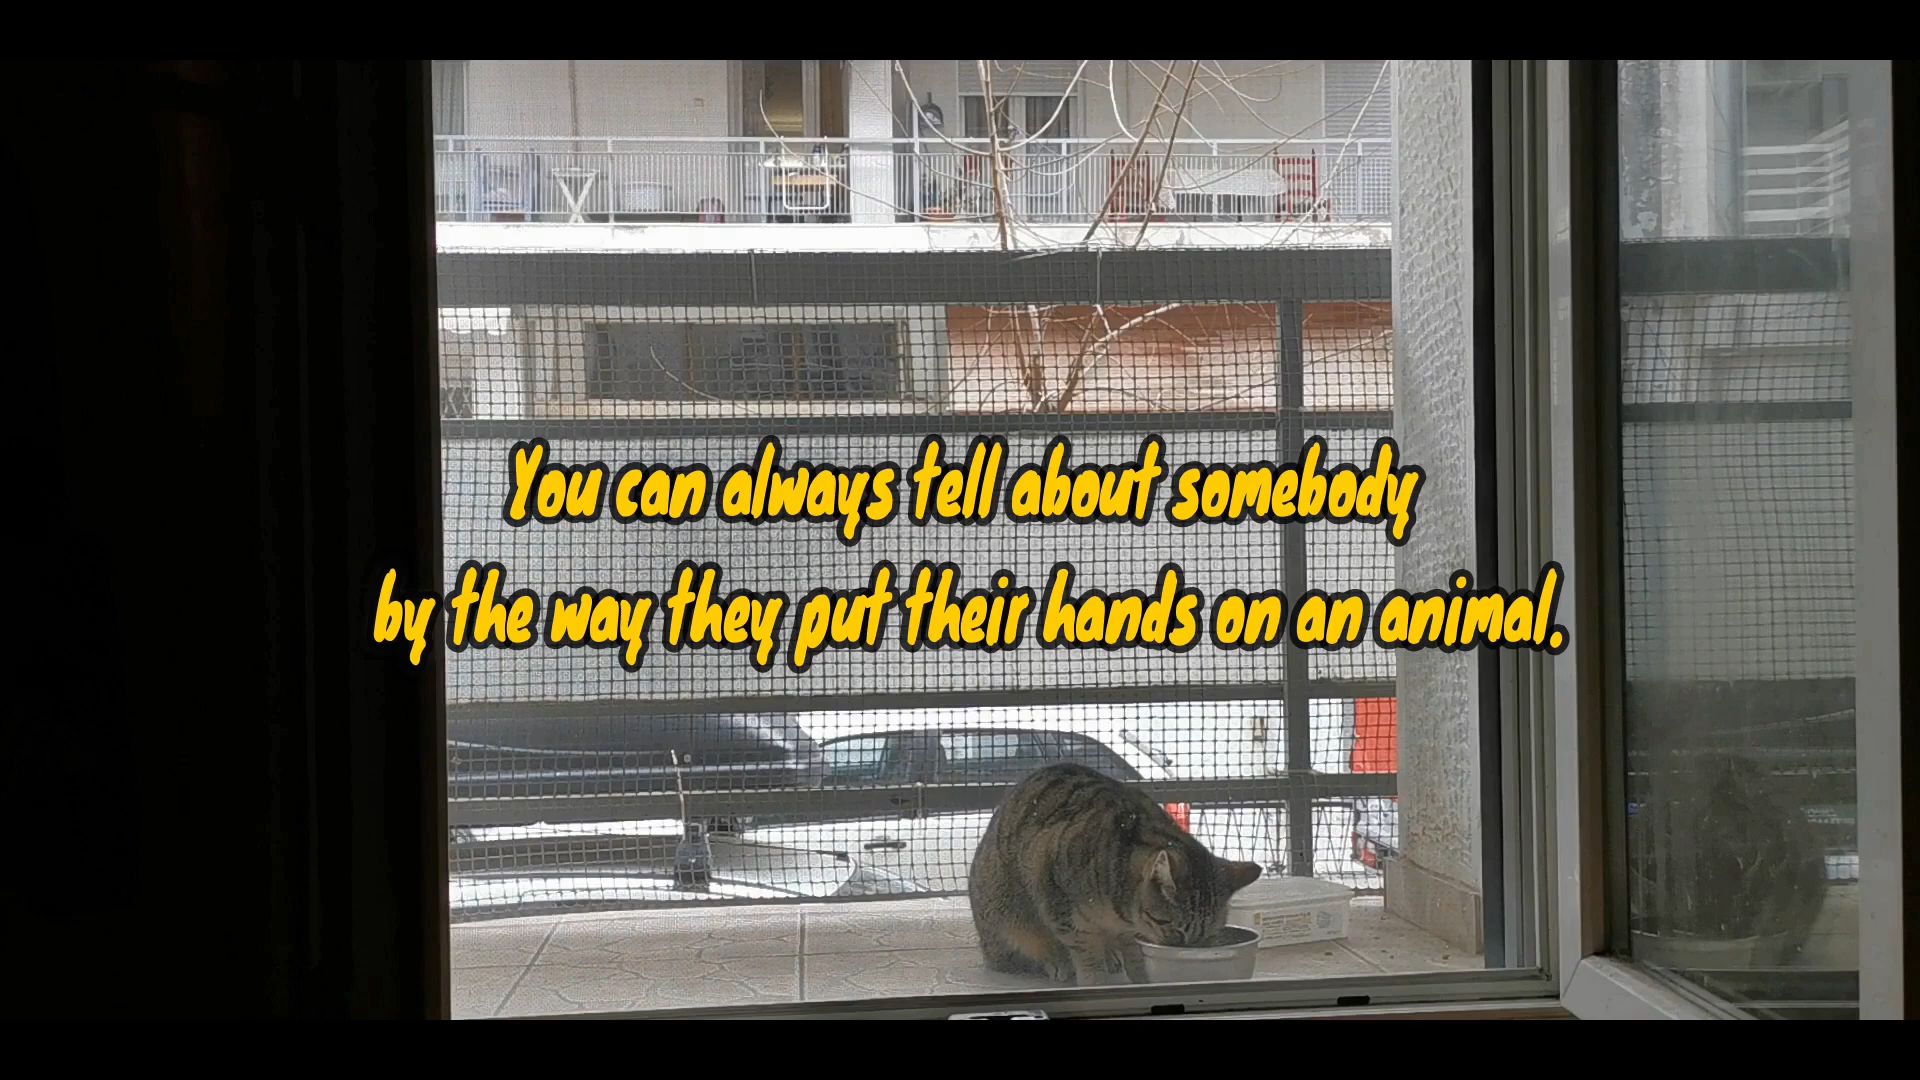 You can always tell about somebody
by the way they put their hands on an animal.